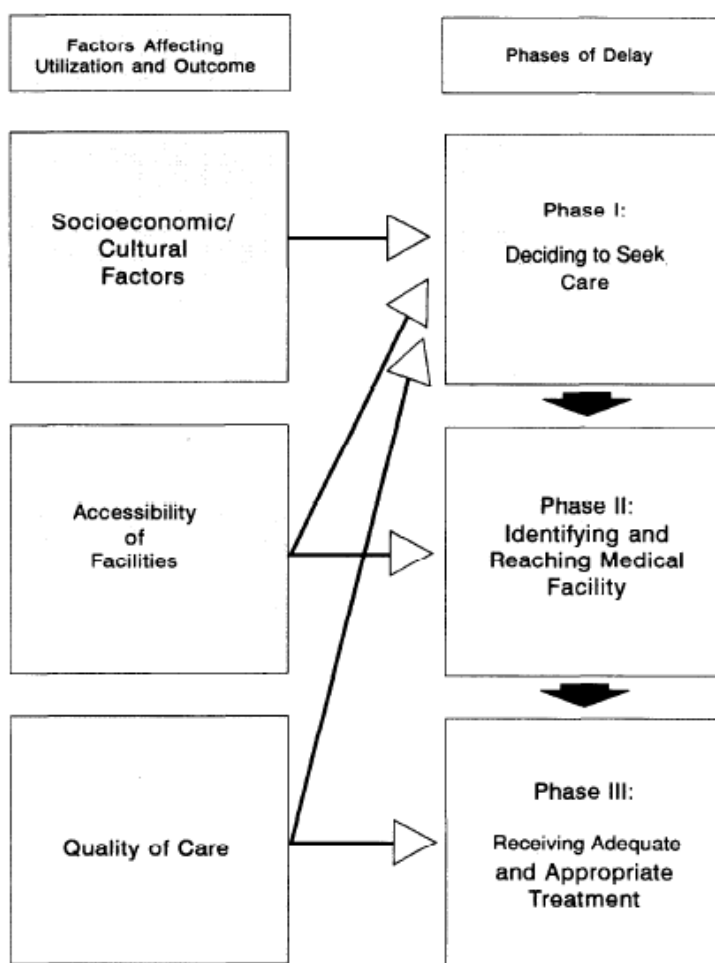 Factors Affecting
Utilization and Outcome
Phases of Delay
Socioeconomic/
Cultural
Factors
Phase I:
Deciding to Seek
Care
Accessibility
of
Facilities
Phase II:
Identifying and
Reaching Medical
Facility
Quality of Care
Phase III:
Receiving Adequate
and Appropriate
Treatment